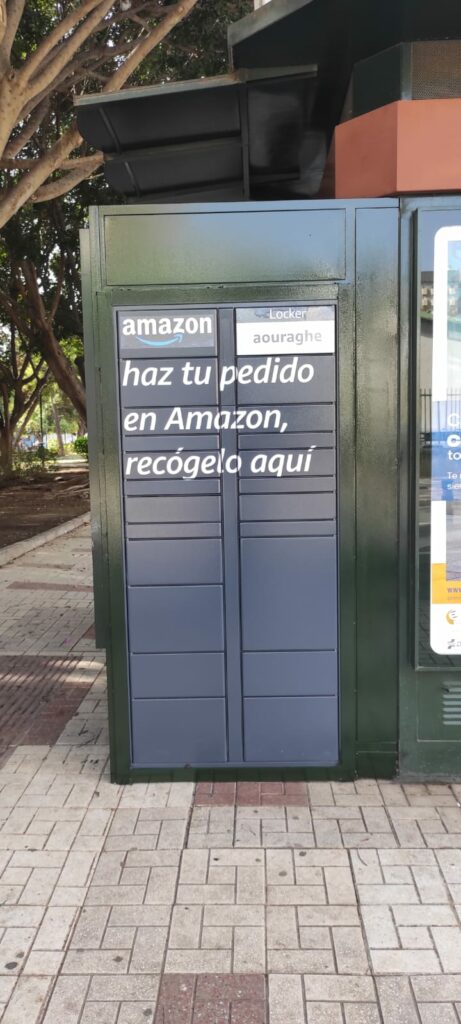 amazon
Locker
aouraghe
haz tu pedido
en Amazon,
recógelo aquí